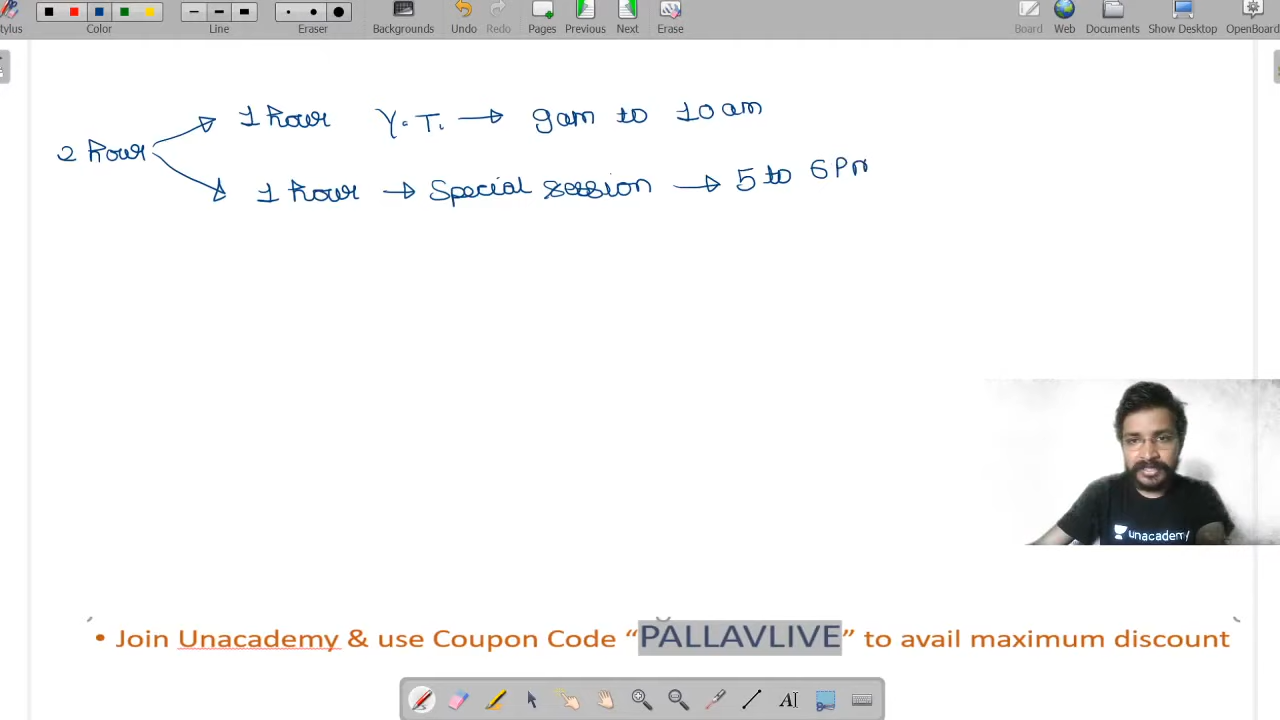 Stylus Color Line Eraser Backgrounds Undo Redo Pages Previous Next Erase Board Web Documents Show Desktop OpenBoard
1 hour Y.T. → 9am to 10am
2 hour
1 hour → Special session → 5 to 6 Pm
unacademy
• Join Unacademy & use Coupon Code “PALLAVLIVE” to avail maximum discount
AI